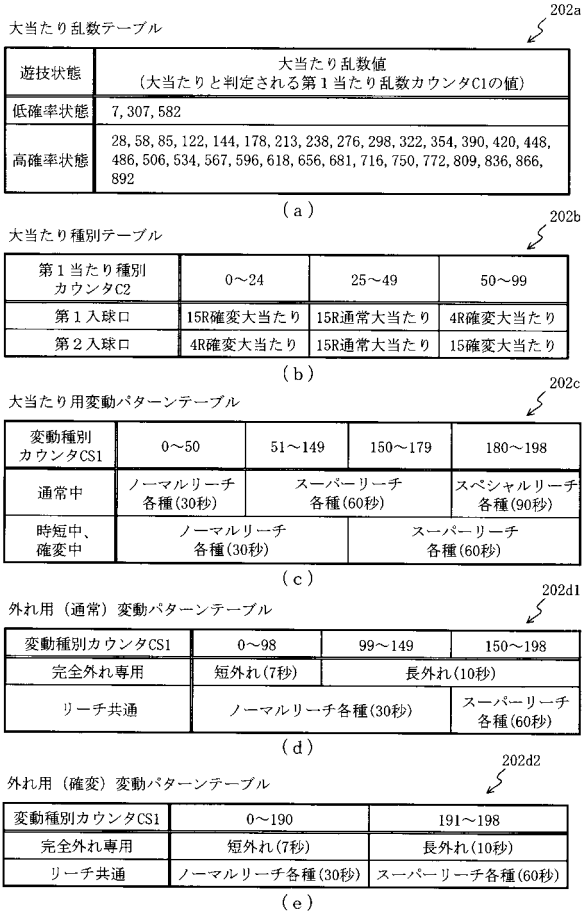 202a
大当たり乱数テーブル
遊技状態
大当たり乱数値
(大当たりと判定される第1当たり乱数カウンタC1の値)
低確率状態
7, 307, 582
高確率状態
28, 58, 85, 122, 144, 178, 213, 238, 276, 298, 322, 354, 390, 420, 448,
486, 506, 534, 567, 596, 618, 656, 681, 716, 750, 772, 809, 836, 866,
892
(a)
202b
大当たり種別テーブル
第1当たり種別
カウンタC2
0～24
25～49
50～99
第1入球口
15R確変大当たり
15R通常大当たり
4R確変大当たり
第2入球口
4R確変大当たり
15R通常大当たり
15確変大当たり
(b)
202c
大当たり用変動パターンテーブル
変動種別
カウンタCS1
0～50
51～149
150～179
180～198
通常中
ノーマルリーチ
各種(30秒)
スーパーリーチ
各種(60秒)
スペシャルリーチ
各種(90秒)
時短中、
確変中
ノーマルリーチ
各種(30秒)
スーパーリーチ
各種(60秒)
(c)
202d1
外れ用(通常)変動パターンテーブル
変動種別カウンタCS1
0～98
99～149
150～198
完全外れ専用
短外れ(7秒)
長外れ(10秒)
リーチ共通
ノーマルリーチ各種(30秒)
スーパーリーチ
各種(60秒)
(d)
202d2
外れ用(確変)変動パターンテーブル
変動種別カウンタCS1
0～190
191～198
完全外れ専用
短外れ(7秒)
長外れ(10秒)
リーチ共通
ノーマルリーチ各種(30秒)
スーパーリーチ各種(60秒)
(e)